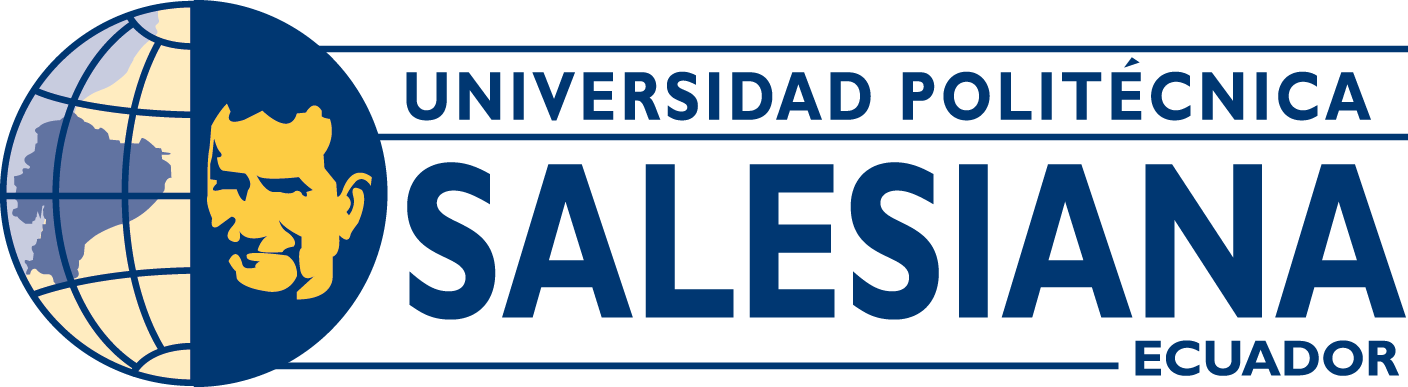 UNIVERSIDAD POLITÉCNICA
SALESIANA
ECUADOR